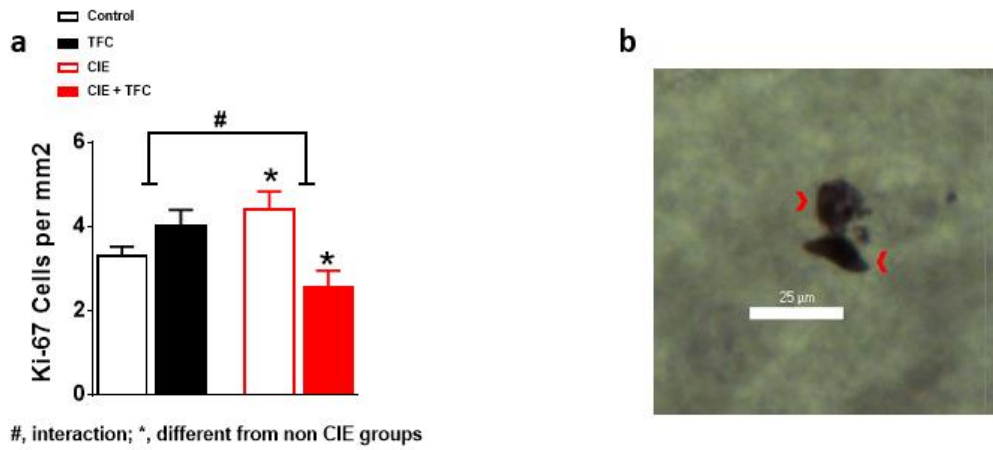 Control
TFC
CIE
CIE + TFC
a
b
#
6
4
2
0
*
*
Ki-67 Cells per mm2
25 µm
#, interaction; *, different from non CIE groups